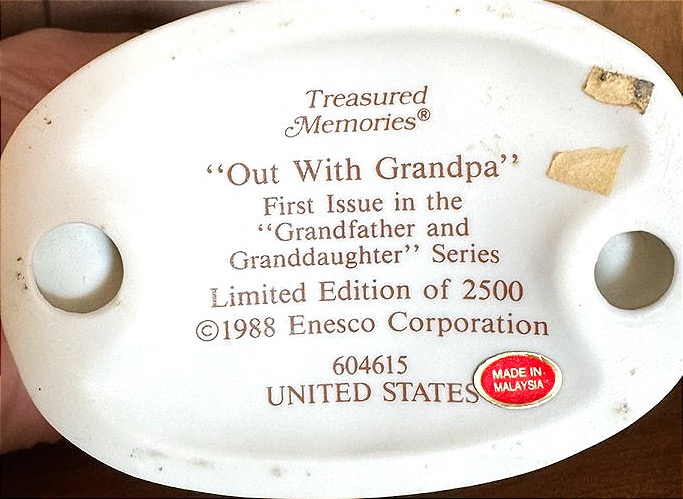 Treasured
Memories®
“Out With Grandpa”
First Issue in the
“Grandfather and
Granddaughter” Series
Limited Edition of 2500
©1988 Enesco Corporation
604615
UNITED STATES
MADE IN
MALAYSIA